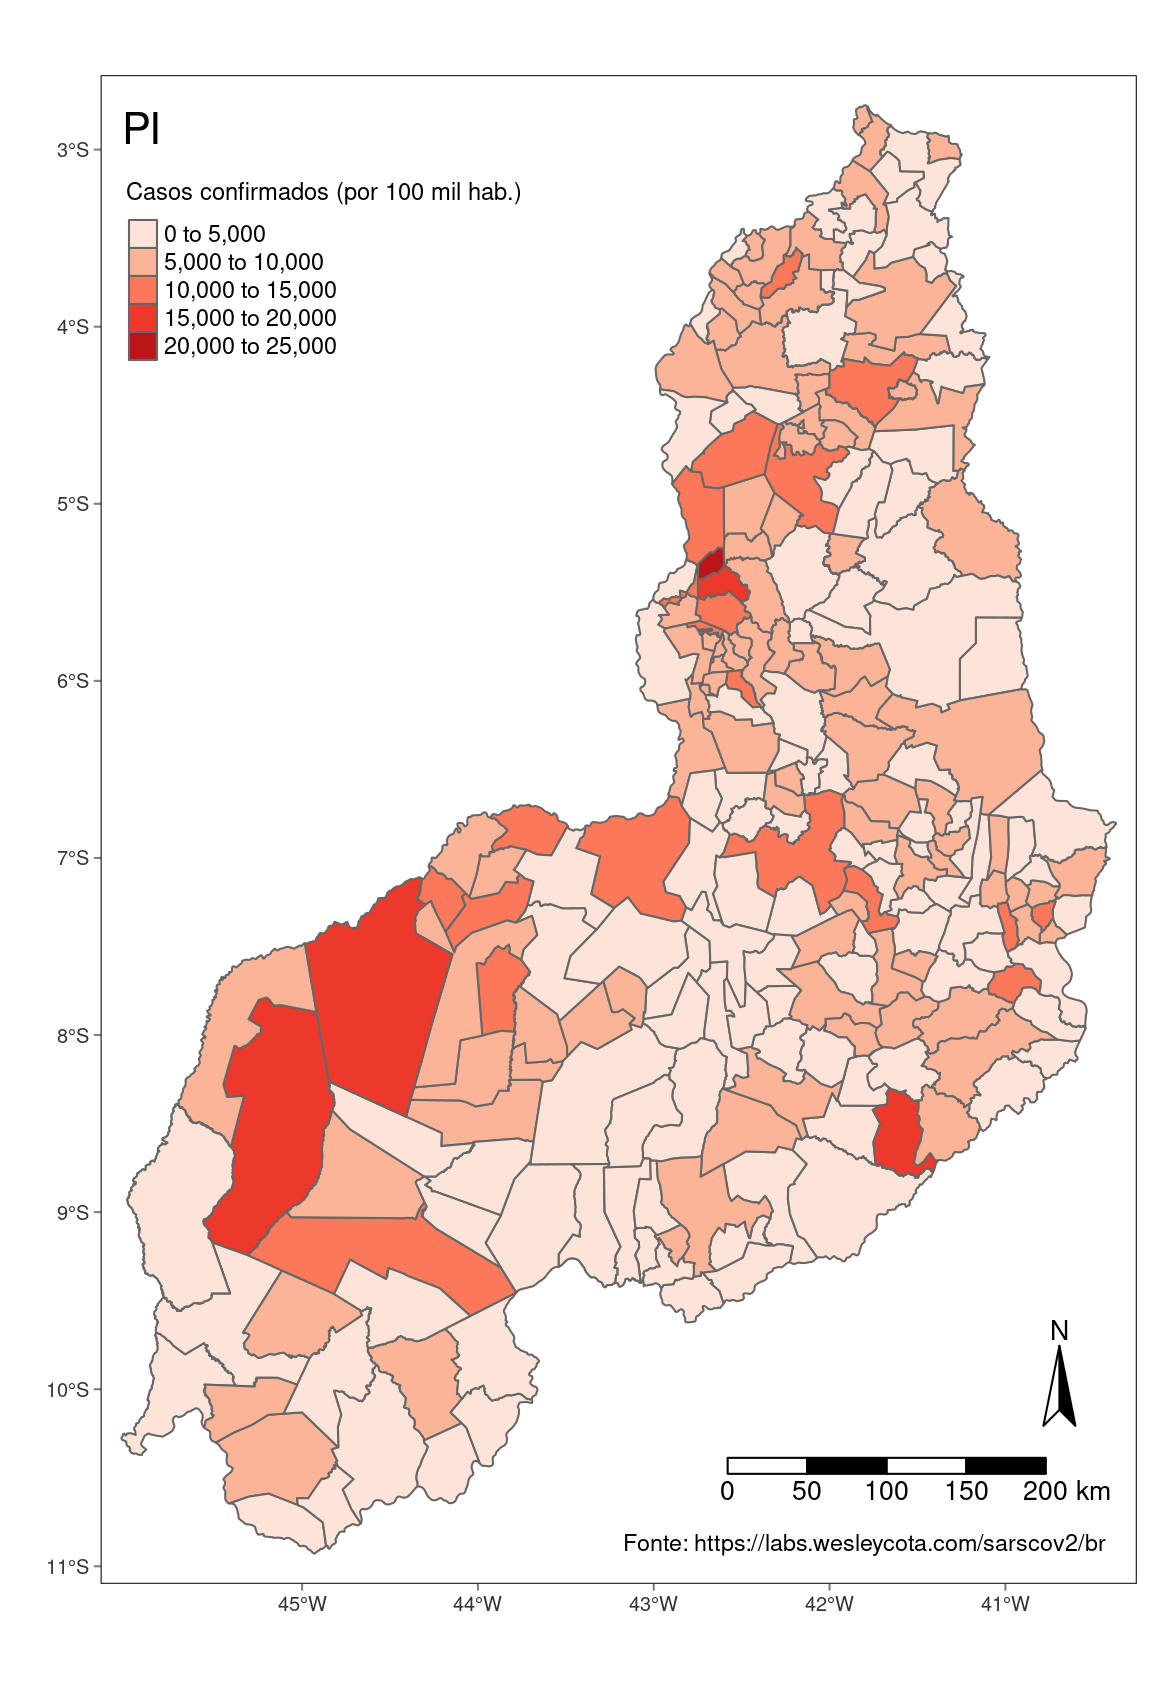 PI
Casos confirmados (por 100 mil hab.)
0 to 5,000
5,000 to 10,000
10,000 to 15,000
15,000 to 20,000
20,000 to 25,000
3°S
4°S
5°S
6°S
7°S
8°S
9°S
10°S
11°S
N
0 50 100 150 200 km
Fonte: https://labs.wesleycota.com/sarscov2/br
45°W 44°W 43°W 42°W 41°W